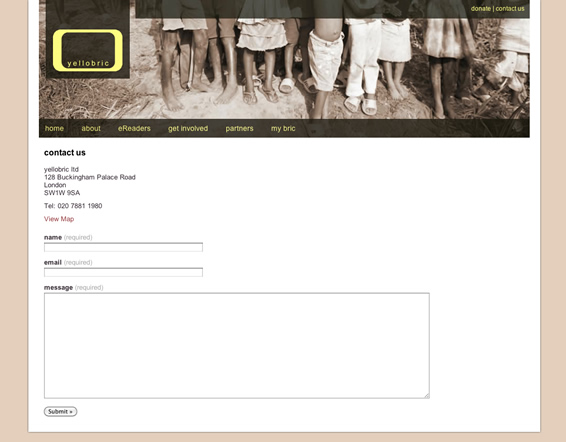 donate | contact us
yellobric
home about eReaders get involved partners my bric
contact us
yellobric ltd
128 Buckingham Palace Road
London
SW1W 9SA
Tel: 020 7881 1980
View Map
name (required)
email (required)
message (required)
Submit »